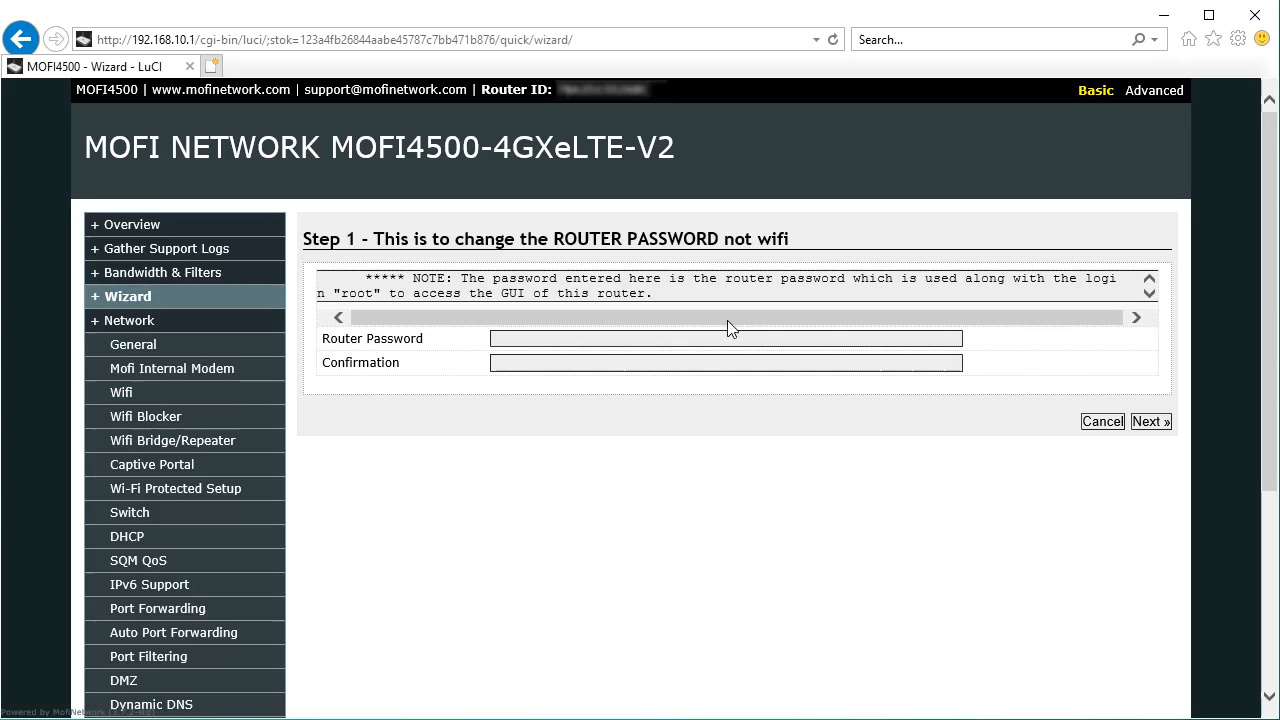 http://192.168.10.1/cgi-bin/luci/;stok=123a4fb26844aabe45787c7bb471b876/quick/wizard/
Search...
MOFI4500 - Wizard - LuCI
MOFI4500 | www.mofinetwork.com | support@mofinetwork.com | Router ID:
Basic Advanced
MOFI NETWORK MOFI4500-4GXeLTE-V2
+ Overview
+ Gather Support Logs
+ Bandwidth & Filters
+ Wizard
+ Network
General
Mofi Internal Modem
Wifi
Wifi Blocker
Wifi Bridge/Repeater
Captive Portal
Wi-Fi Protected Setup
Switch
DHCP
SQM QoS
IPv6 Support
Port Forwarding
Auto Port Forwarding
Port Filtering
DMZ
Dynamic DNS
Step 1 - This is to change the ROUTER PASSWORD not wifi
***** NOTE: The password entered here is the router password which is used along with the logi
n "root" to access the GUI of this router.
Router Password
Confirmation
Cancel Next »
Powered by MofiNetwork